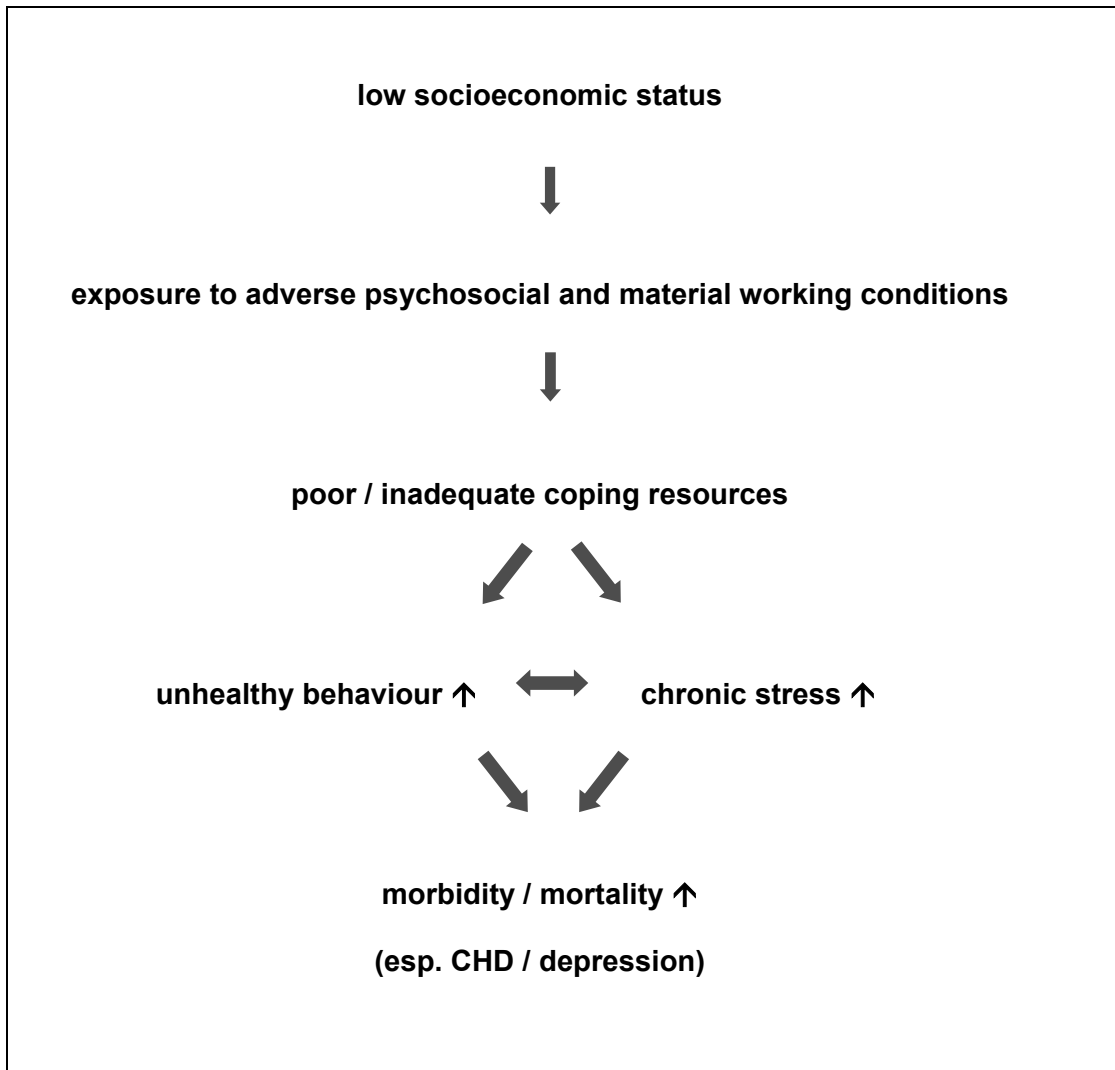 low socioeconomic status
exposure to adverse psychosocial and material working conditions
poor / inadequate coping resources
unhealthy behaviour ↑ chronic stress ↑
morbidity / mortality ↑
(esp. CHD / depression)